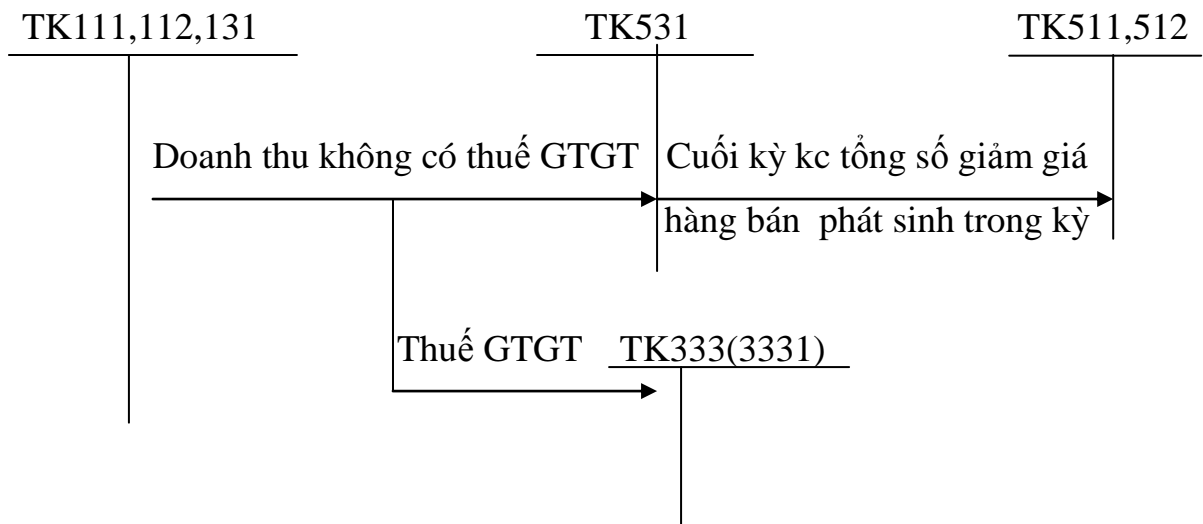 TK111,112,131 TK531 TK511,512
Doanh thu không có thuế GTGT Cuối kỳ kc tổng số giảm giá
hàng bán phát sinh trong kỳ
Thuế GTGT TK333(3331)